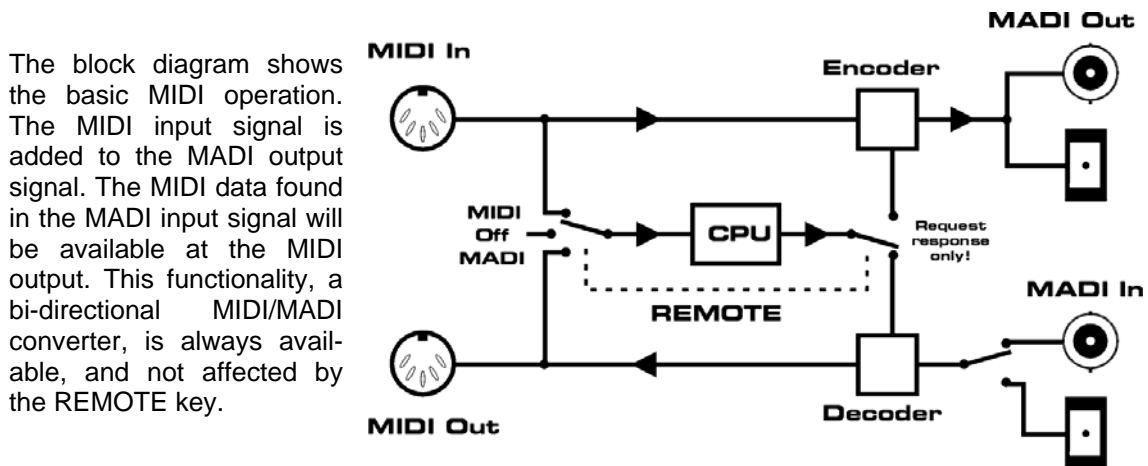 The block diagram shows
the basic MIDI operation.
The MIDI input signal is
added to the MADI output
signal. The MIDI data found
in the MADI input signal will
be available at the MIDI
output. This functionality, a
bi-directional MIDI/MADI
converter, is always avail-
able, and not affected by
the REMOTE key.
MADI Out
MIDI In
Encoder
MIDI
Off
MADI
CPU
Request
response
only!
REMOTE
MADI In
Decoder
MIDI Out